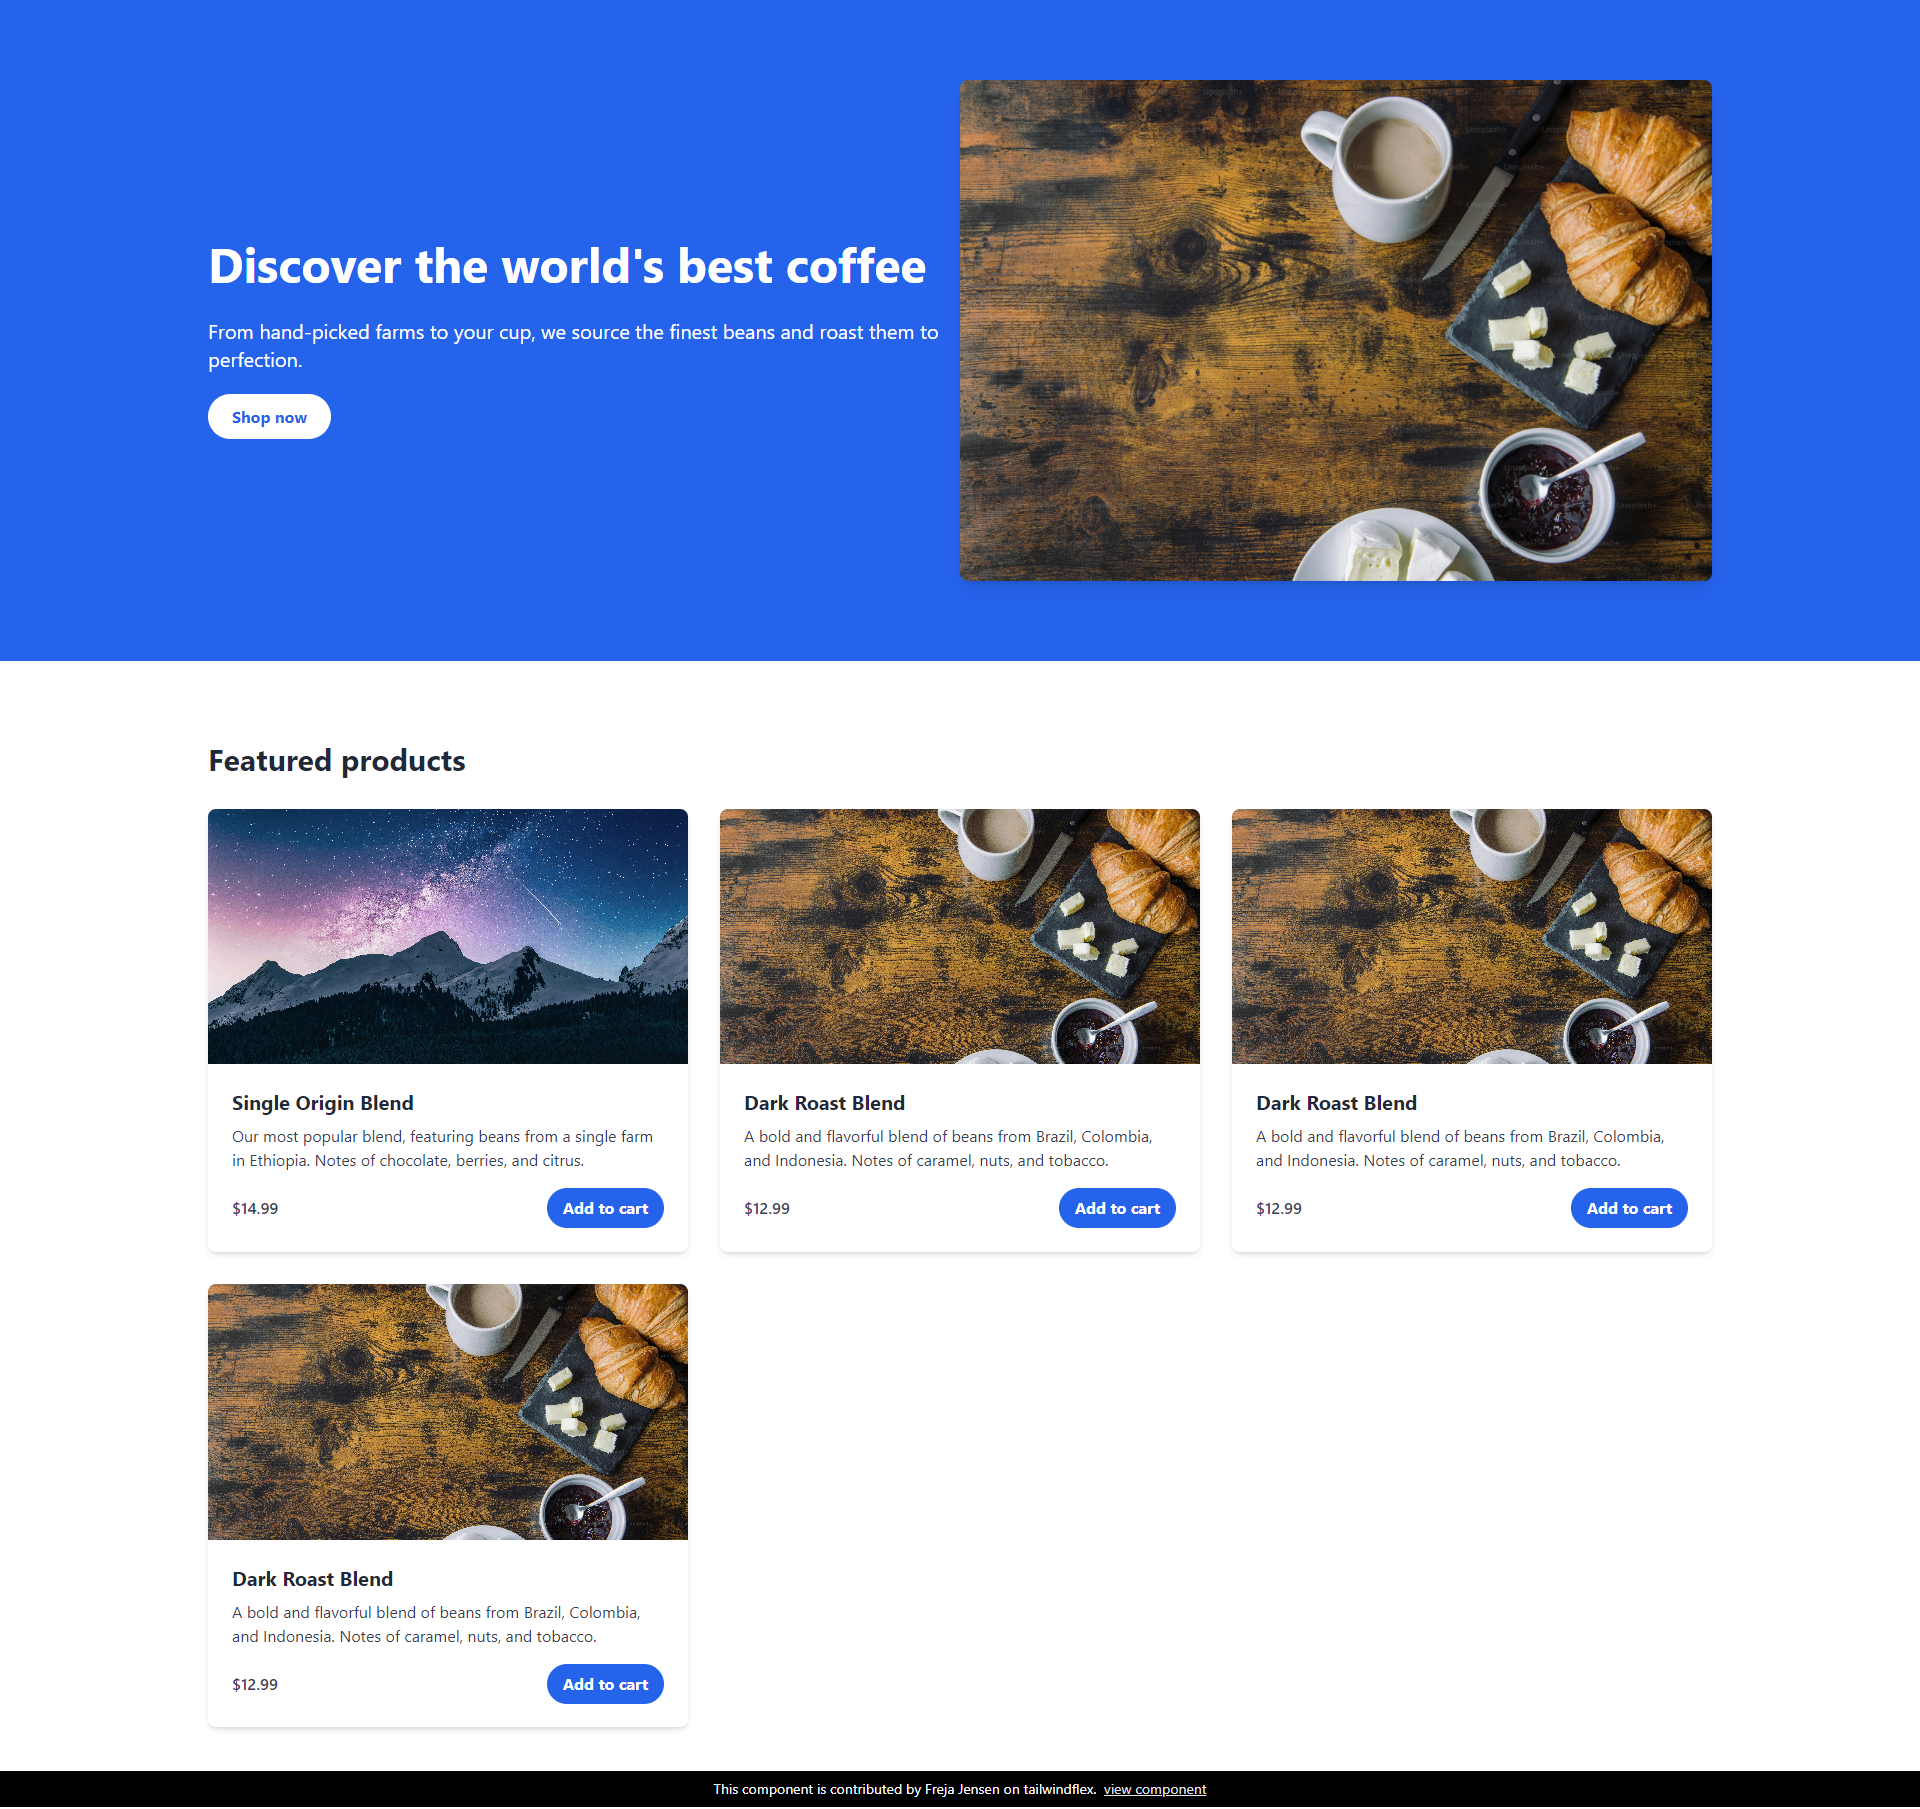 Discover the world's best coffee
From hand-picked farms to your cup, we source the finest beans and roast them to
perfection.
Shop now
Featured products
Single Origin Blend
Our most popular blend, featuring beans from a single farm
in Ethiopia. Notes of chocolate, berries, and citrus.
$14.99
Add to cart
Dark Roast Blend
A bold and flavorful blend of beans from Brazil, Colombia,
and Indonesia. Notes of caramel, nuts, and tobacco.
$12.99
Add to cart
Dark Roast Blend
A bold and flavorful blend of beans from Brazil, Colombia,
and Indonesia. Notes of caramel, nuts, and tobacco.
$12.99
Add to cart
Dark Roast Blend
A bold and flavorful blend of beans from Brazil, Colombia,
and Indonesia. Notes of caramel, nuts, and tobacco.
$12.99
Add to cart
This component is contributed by Freja Jensen on tailwindflex. view component